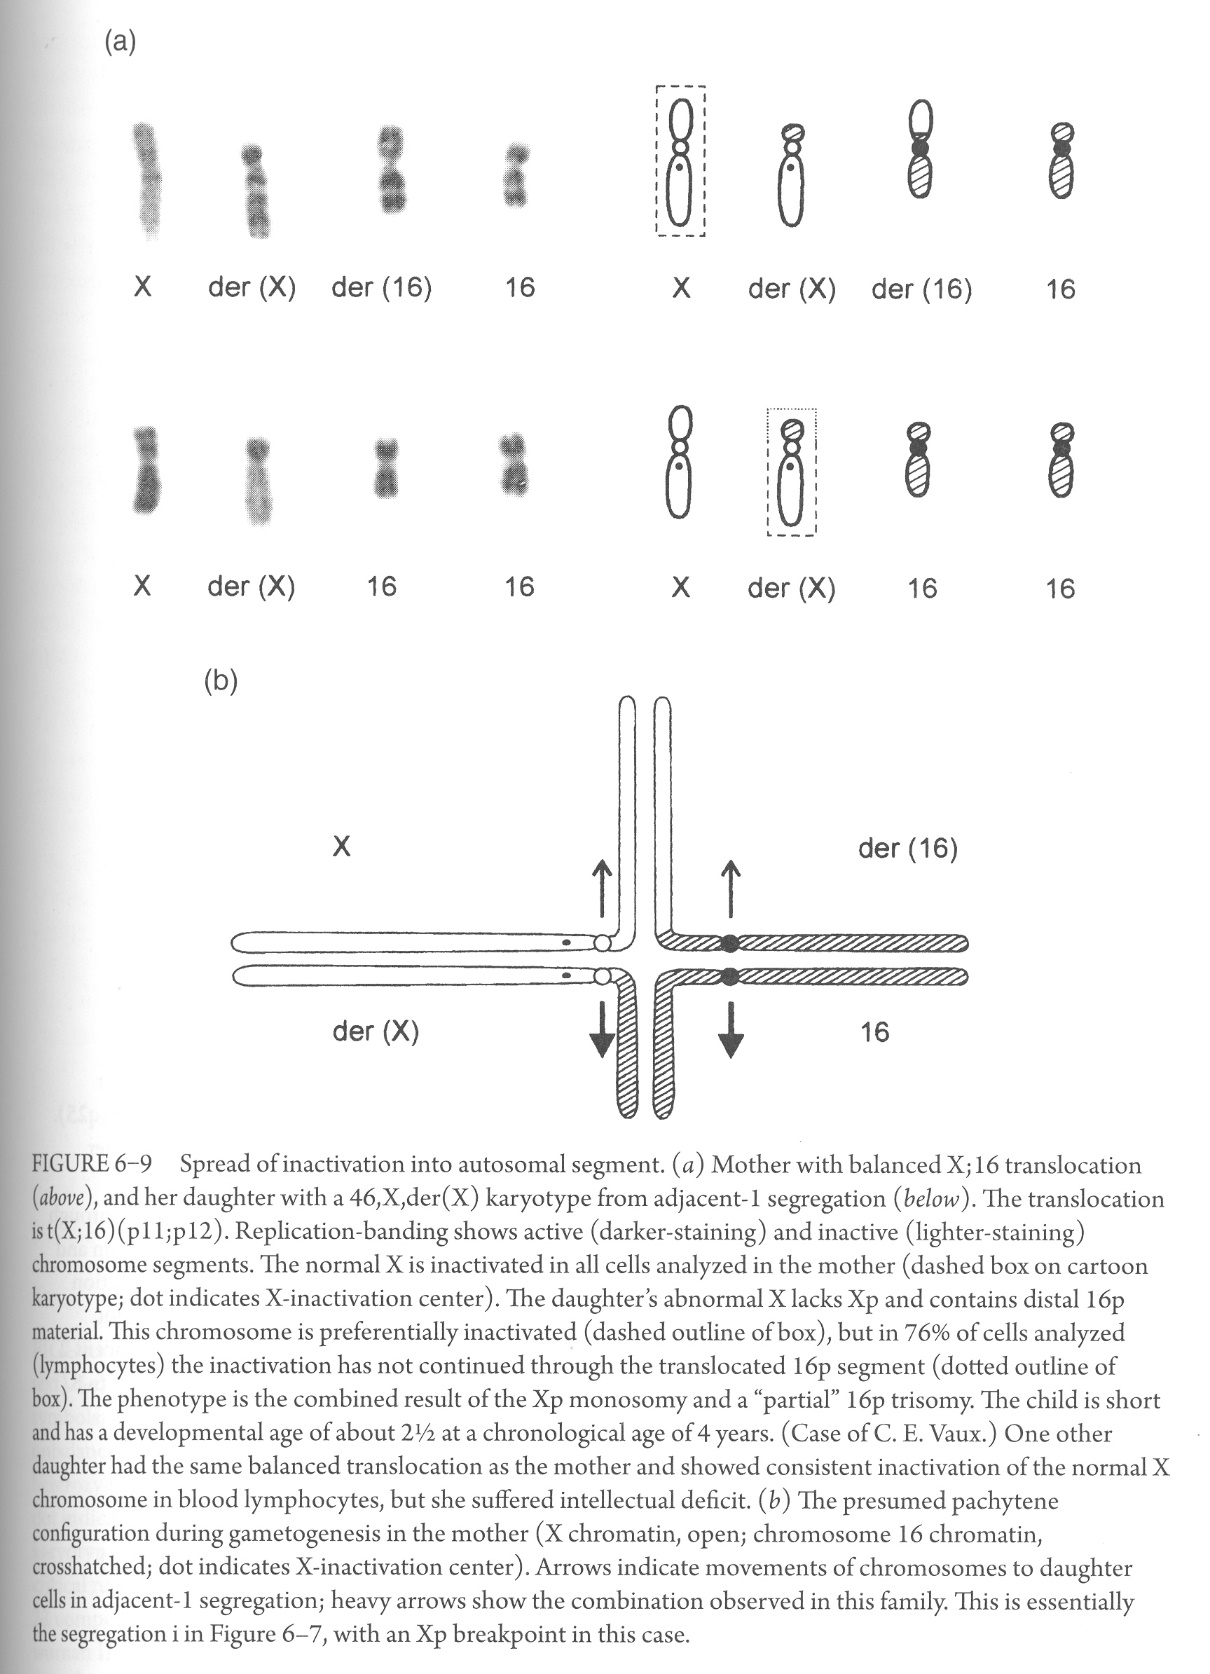 (a)
X der (X) der (16) 16 X der (X) der (16) 16
X der (X) 16 16 X der (X) 16 16
(b)
X der (16)
der (X) 16
FIGURE 6–9 Spread of inactivation into autosomal segment. (a) Mother with balanced X;16 translocation
(above), and her daughter with a 46,X,der(X) karyotype from adjacent-1 segregation (below). The translocation
is t(X;16)(p11;p12). Replication-banding shows active (darker-staining) and inactive (lighter-staining)
chromosome segments. The normal X is inactivated in all cells analyzed in the mother (dashed box on cartoon
karyotype; dot indicates X-inactivation center). The daughter’s abnormal X lacks Xp and contains distal 16p
material. This chromosome is preferentially inactivated (dashed outline of box), but in 76% of cells analyzed
(lymphocytes) the inactivation has not continued through the translocated 16p segment (dotted outline of
box). The phenotype is the combined result of the Xp monosomy and a “partial” 16p trisomy. The child is short
and has a developmental age of about 2½ at a chronological age of 4 years. (Case of C. E. Vaux.) One other
daughter had the same balanced translocation as the mother and showed consistent inactivation of the normal X
chromosome in blood lymphocytes, but she suffered intellectual deficit. (b) The presumed pachytene
configuration during gametogenesis in the mother (X chromatin, open; chromosome 16 chromatin,
crosshatched; dot indicates X-inactivation center). Arrows indicate movements of chromosomes to daughter
cells in adjacent-1 segregation; heavy arrows show the combination observed in this family. This is essentially
the segregation i in Figure 6–7, with an Xp breakpoint in this case.